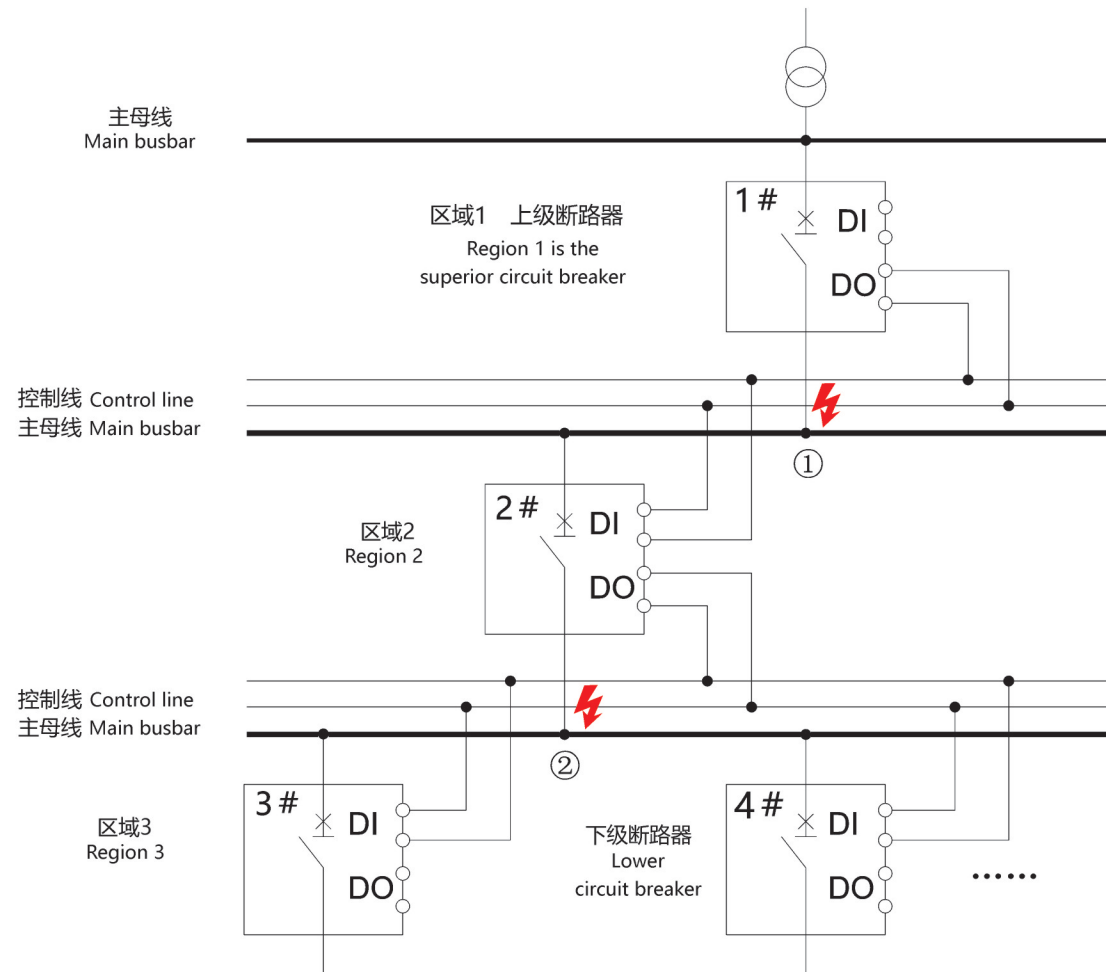 主母线
Main busbar
1#
DI
DO
区域1 上级断路器
Region 1 is the
superior circuit breaker
控制线 Control line
主母线 Main busbar
①
2#
DI
DO
区域2
Region 2
控制线 Control line
主母线 Main busbar
②
3#
DI
DO
区域3
Region 3
下级断路器
Lower
circuit breaker
4#
DI
DO
······